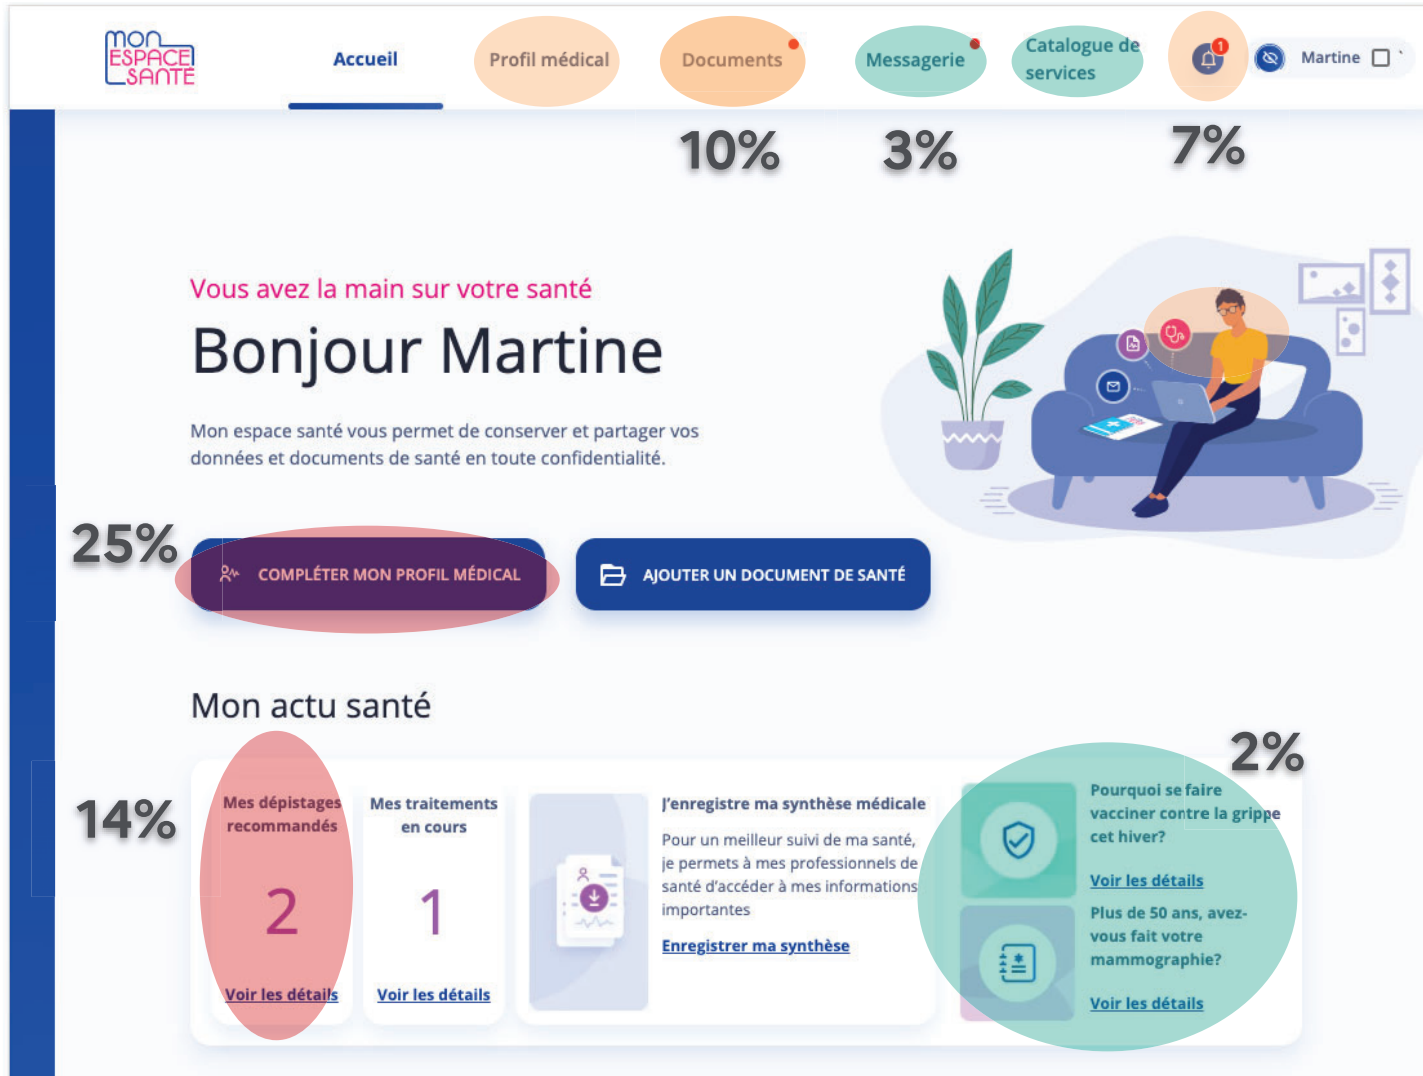 mon
ESPACE
SANTÉ
Accueil
Profil médical
Documents
Messagerie
Catalogue de
services
1
Martine
10%
3%
7%
Vous avez la main sur votre santé
Bonjour Martine
Mon espace santé vous permet de conserver et partager vos
données et documents de santé en toute confidentialité.
25%
COMPLÉTER MON PROFIL MÉDICAL
AJOUTER UN DOCUMENT DE SANTÉ
Mon actu santé
14%
Mes dépistages
recommandés
2
Voir les détails
Mes traitements
en cours
1
Voir les détails
J'enregistre ma synthèse médicale
Pour un meilleur suivi de ma santé,
je permets à mes professionnels de
santé d'accéder à mes informations
importantes
Enregistrer ma synthèse
2%
Pourquoi se faire
vacciner contre la grippe
cet hiver?
Voir les détails
Plus de 50 ans, avez-
vous fait votre
mammographie?
Voir les détails